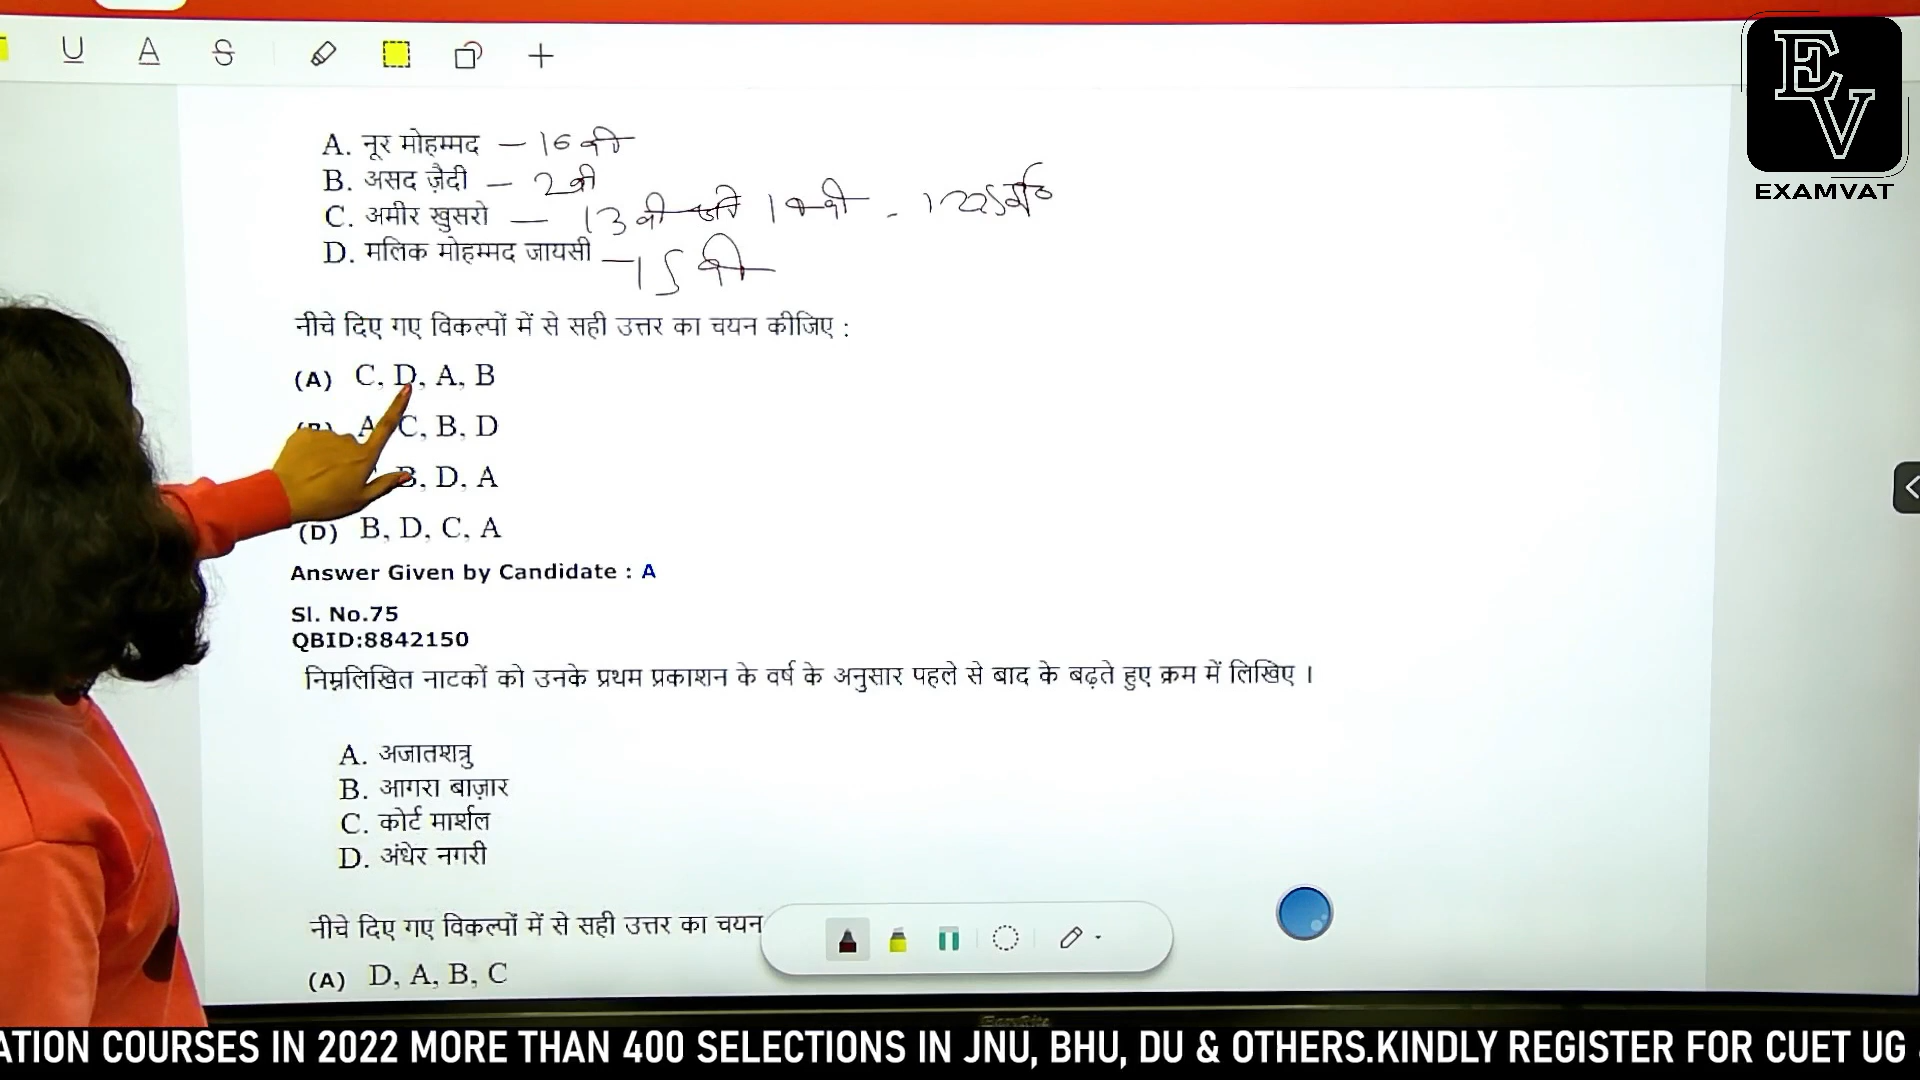 E
V
EXAMVAT
A. नूर मोहम्मद – 16 वी
B. असद ज़ैदी – 2वी
C. अमीर खुसरो – 13 वी 1225
D. मलिक मोहम्मद जायसी – 15 वी
नीचे दिए गए विकल्पों में से सही उत्तर का चयन कीजिए :
(A) C, D, A, B
A, C, B, D
B, D, A
(D) B, D, C, A
Answer Given by Candidate : A
Sl. No.75
QBID:8842150
निम्नलिखित नाटकों को उनके प्रथम प्रकाशन के वर्ष के अनुसार पहले से बाद के बढ़ते हुए क्रम में लिखिए ।
A. अजातशत्रु
B. आगरा बाज़ार
C. कोर्ट मार्शल
D. अंधेर नगरी
नीचे दिए गए विकल्पों में से सही उत्तर का चयन
(A) D, A, B, C
ATION COURSES IN 2022 MORE THAN 400 SELECTIONS IN JNU, BHU, DU & OTHERS.KINDLY REGISTER FOR CUET UG